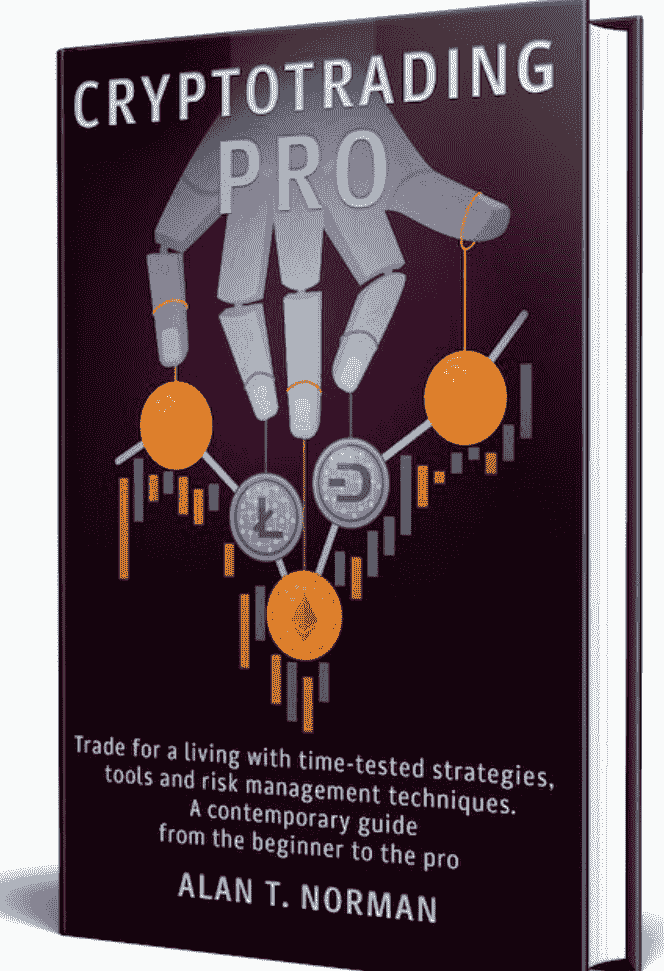 CRYPTOTRADING
PRO
Trade for a living with time-tested strategies,
tools and risk management techniques.
A contemporary guide
from the beginner to the pro
ALAN T. NORMAN